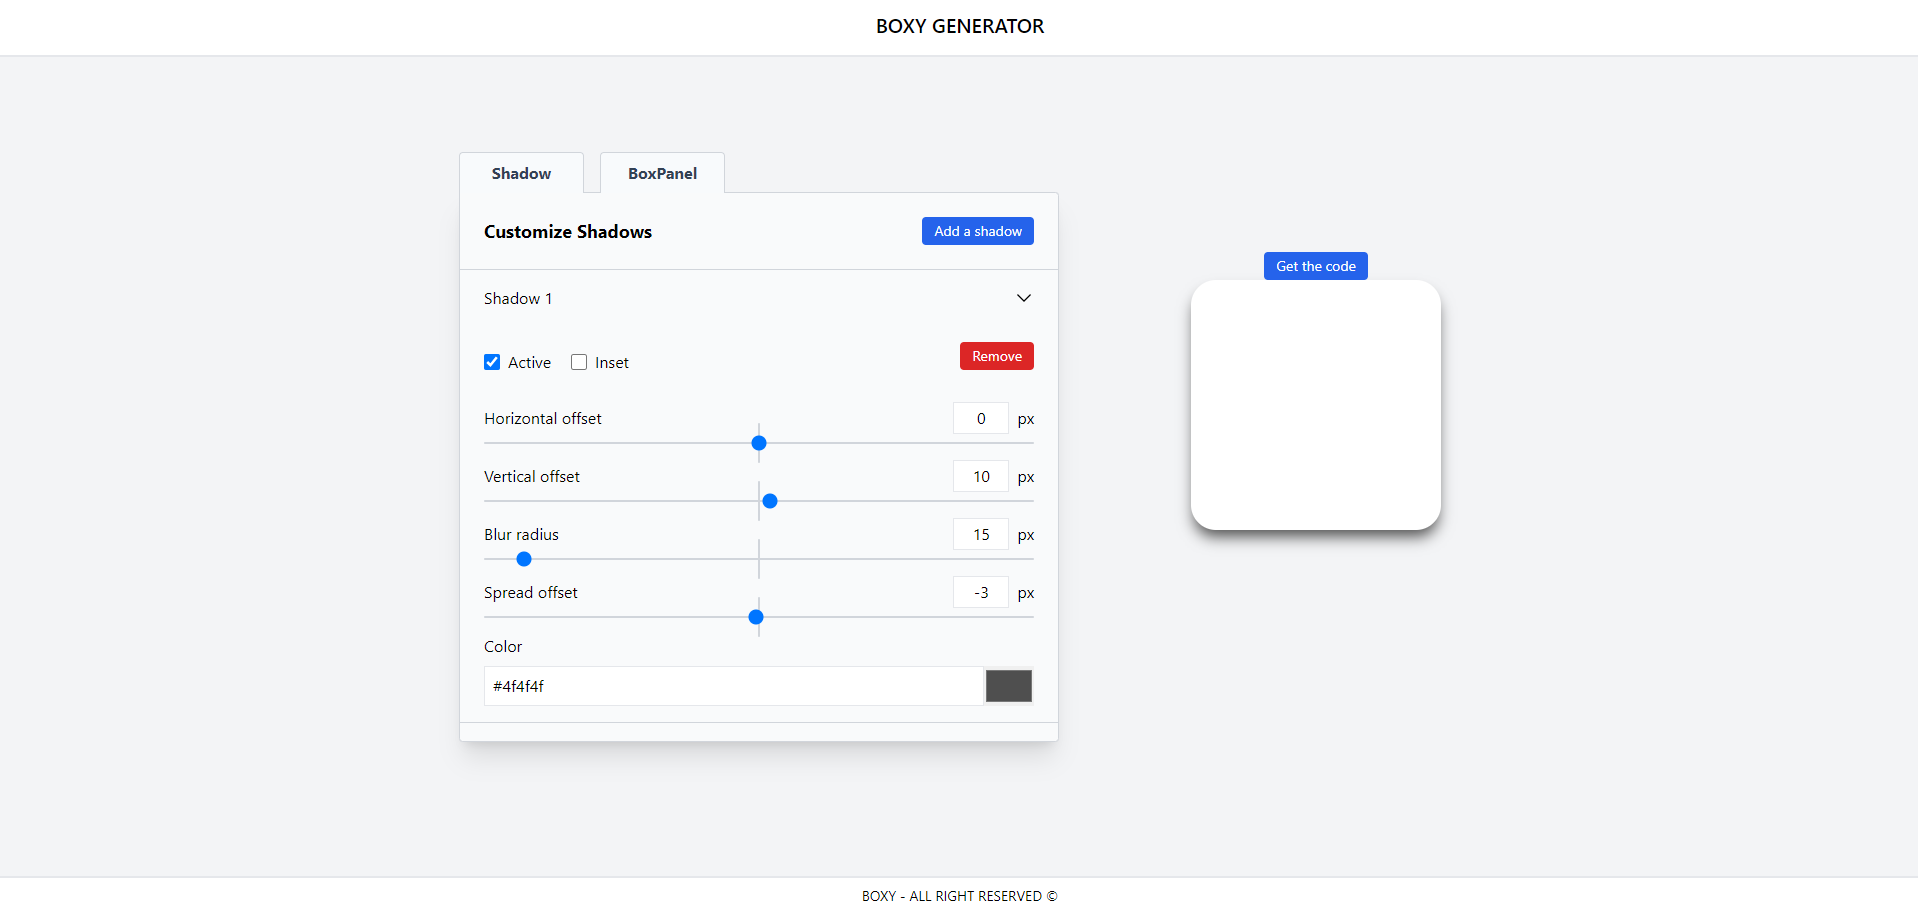 BOXY GENERATOR
Shadow
BoxPanel
Customize Shadows
Add a shadow
Shadow 1
Active
Inset
Remove
Horizontal offset
0 px
Vertical offset
10 px
Blur radius
15 px
Spread offset
-3 px
Color
#4f4f4f
Get the code
BOXY - ALL RIGHT RESERVED ©